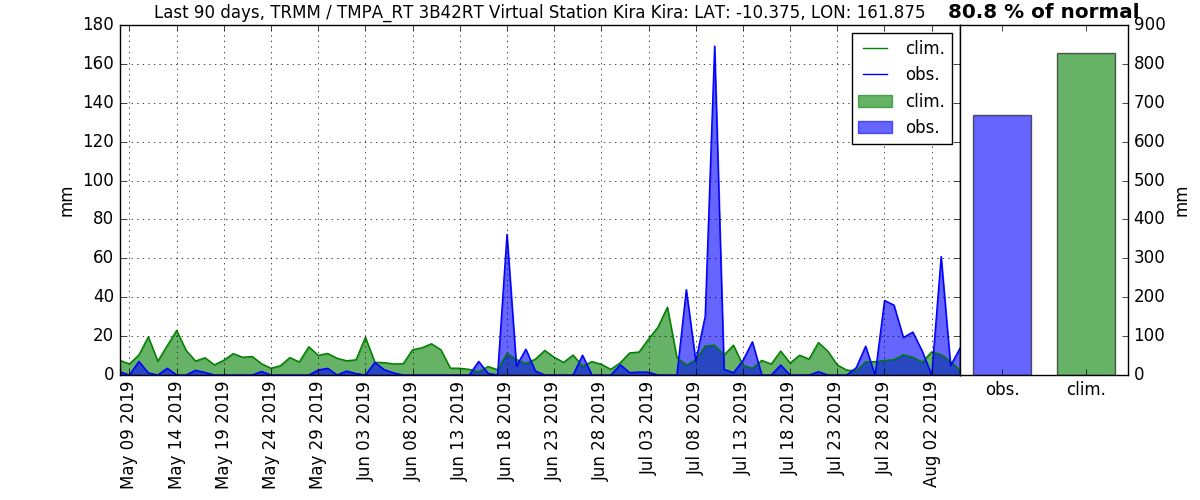 Last 90 days, TRMM / TMPA_RT 3B42RT Virtual Station Kira Kira: LAT: -10.375, LON: 161.875
80.8 % of normal
180
160
140
120
100
80
60
40
20
0
mm
clim.
obs.
clim.
obs.
900
800
700
600
500
400
300
200
100
0
mm
May 09 2019
May 14 2019
May 19 2019
May 24 2019
May 29 2019
Jun 03 2019
Jun 08 2019
Jun 13 2019
Jun 18 2019
Jun 23 2019
Jun 28 2019
Jul 03 2019
Jul 08 2019
Jul 13 2019
Jul 18 2019
Jul 23 2019
Jul 28 2019
Aug 02 2019
obs.
clim.